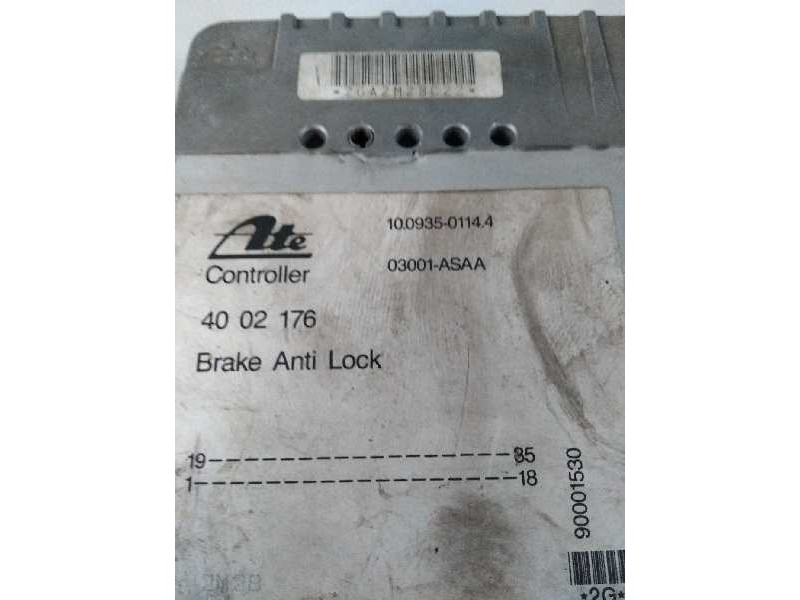 Ate
10.0935-0114.4
Controller
03001-ASAA
40 02 176
Brake Anti Lock
19 35
1 18
90001530
*2G*